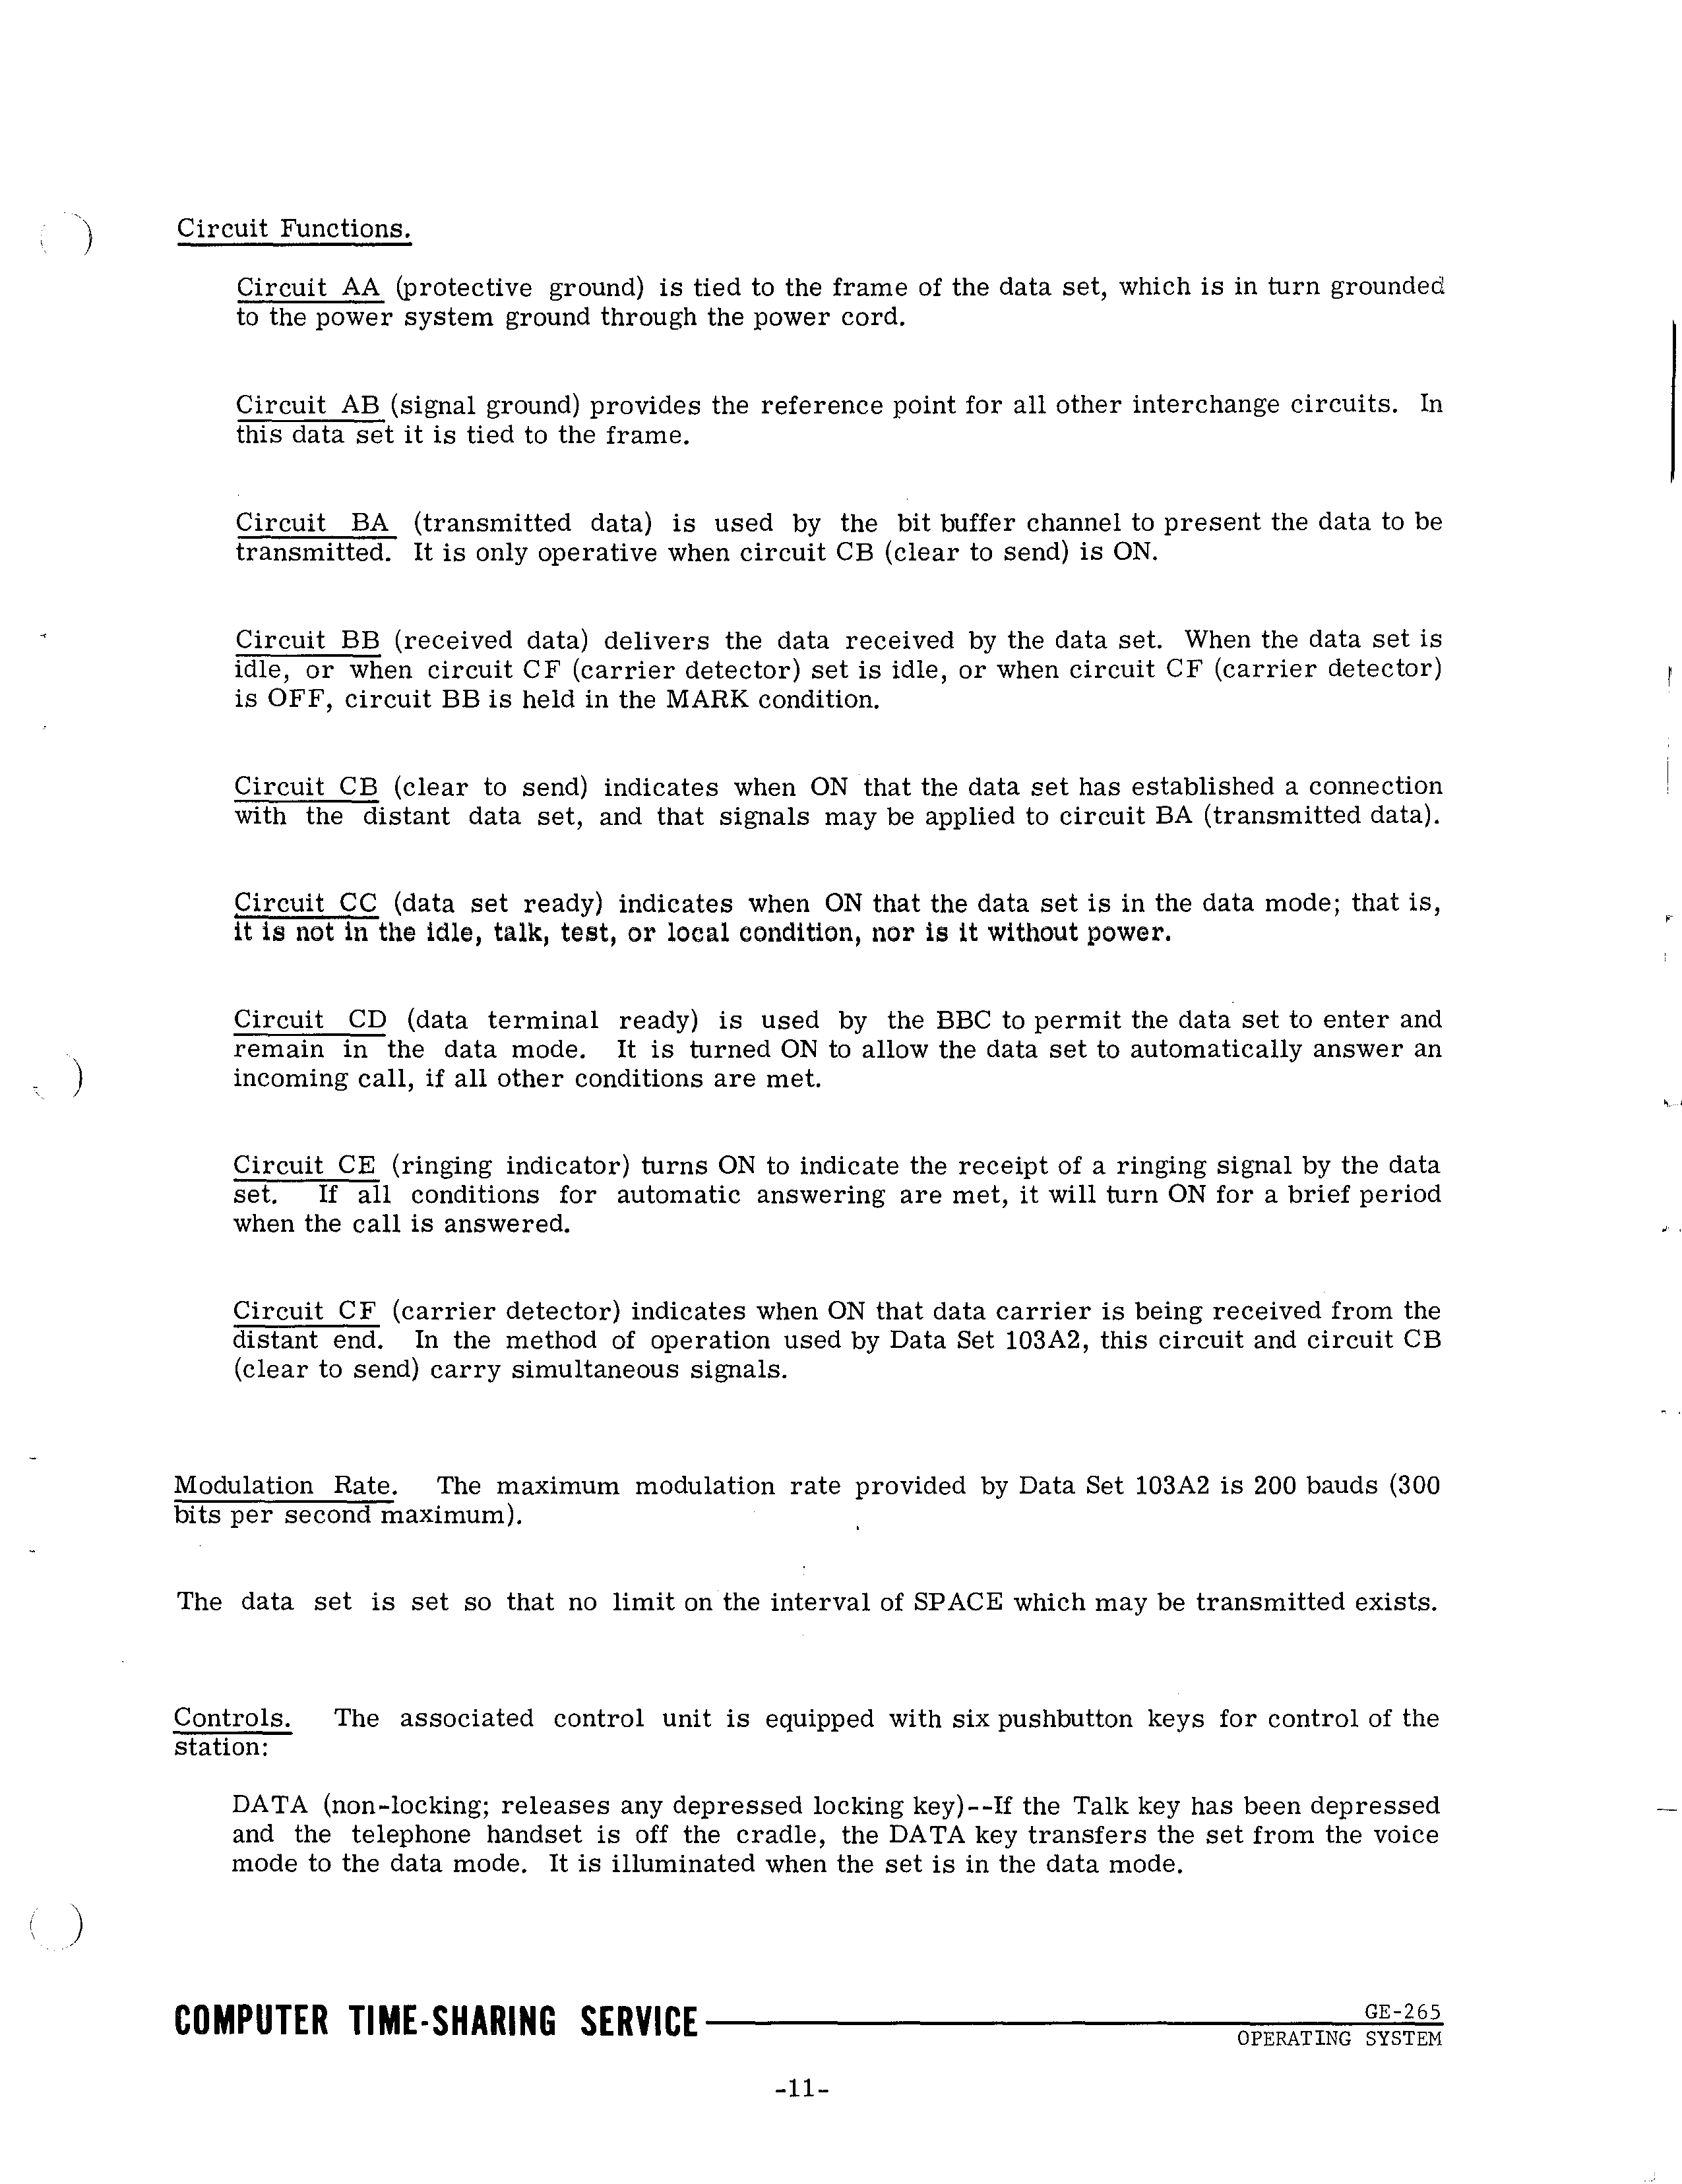 Circuit Functions.
Circuit AA (protective ground) is tied to the frame of the data set, which is in turn grounded
to the power system ground through the power cord.
Circuit AB (signal ground) provides the reference point for all other interchange circuits. In
this data set it is tied to the frame.
Circuit BA (transmitted data) is used by the bit buffer channel to present the data to be
transmitted. It is only operative when circuit CB (clear to send) is ON.
Circuit BB (received data) delivers the data received by the data set. When the data set is
idle, or when circuit CF (carrier detector) set is idle, or when circuit CF (carrier detector)
is OFF, circuit BB is held in the MARK condition.
Circuit CB (clear to send) indicates when ON that the data set has established a connection
with the distant data set, and that signals may be applied to circuit BA (transmitted data).
Circuit CC (data set ready) indicates when ON that the data set is in the data mode; that is,
it is not in the idle, talk, test, or local condition, nor is it without power.
Circuit CD (data terminal ready) is used by the BBC to permit the data set to enter and
remain in the data mode. It is turned ON to allow the data set to automatically answer an
incoming call, if all other conditions are met.
Circuit CE (ringing indicator) turns ON to indicate the receipt of a ringing signal by the data
set. If all conditions for automatic answering are met, it will turn ON for a brief period
when the call is answered.
Circuit CF (carrier detector) indicates when ON that data carrier is being received from the
distant end. In the method of operation used by Data Set 103A2, this circuit and circuit CB
(clear to send) carry simultaneous signals.
Modulation Rate. The maximum modulation rate provided by Data Set 103A2 is 200 bauds (300
bits per second maximum).
The data set is set so that no limit on the interval of SPACE which may be transmitted exists.
Controls. The associated control unit is equipped with six pushbutton keys for control of the
station:
DATA (non-locking; releases any depressed locking key)--If the Talk key has been depressed
and the telephone handset is off the cradle, the DATA key transfers the set from the voice
mode to the data mode. It is illuminated when the set is in the data mode.
COMPUTER TIME-SHARING SERVICE
GE-265
OPERATING SYSTEM
-11-